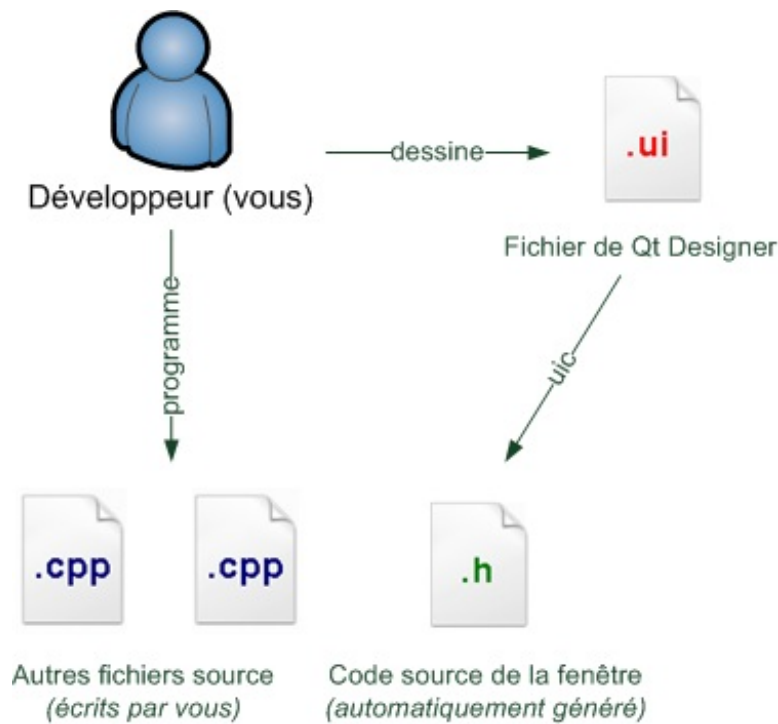 dessine
.ui
Développeur (vous)
Fichier de Qt Designer
programme
uic
.cpp
.cpp
.h
Autres fichiers source
(écrits par vous)
Code source de la fenêtre
(automatiquement généré)